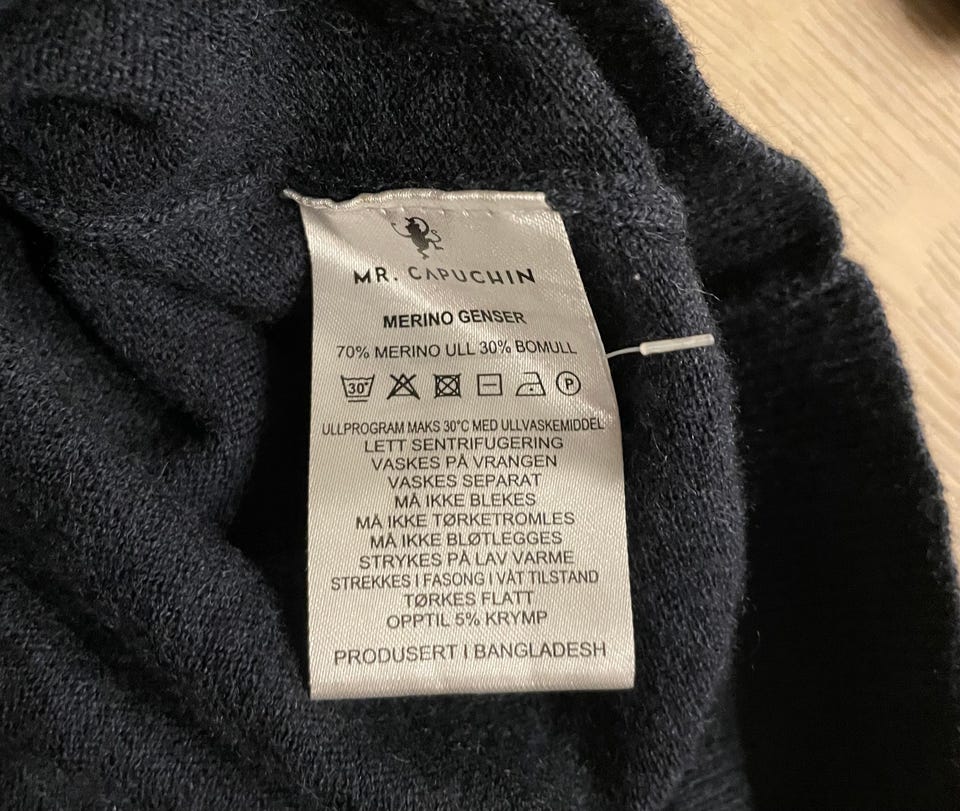 MR. CAPUCHIN
MERINO GENSER
70% MERINO ULL 30% BOMULL
30° P
ULLPROGRAM MAKS 30°C MED ULLVASKEMIDDEL
LETT SENTRIFUGERING
VASKES PÅ VRANGEN
VASKES SEPARAT
MÅ IKKE BLEKES
MÅ IKKE TØRKETROMLES
MÅ IKKE BLØTLEGGES
STRYKES PÅ LAV VARME
STREKKES I FASONG I VÅT TILSTAND
TØRKES FLATT
OPPTIL 5% KRYMP
PRODUSERT I BANGLADESH